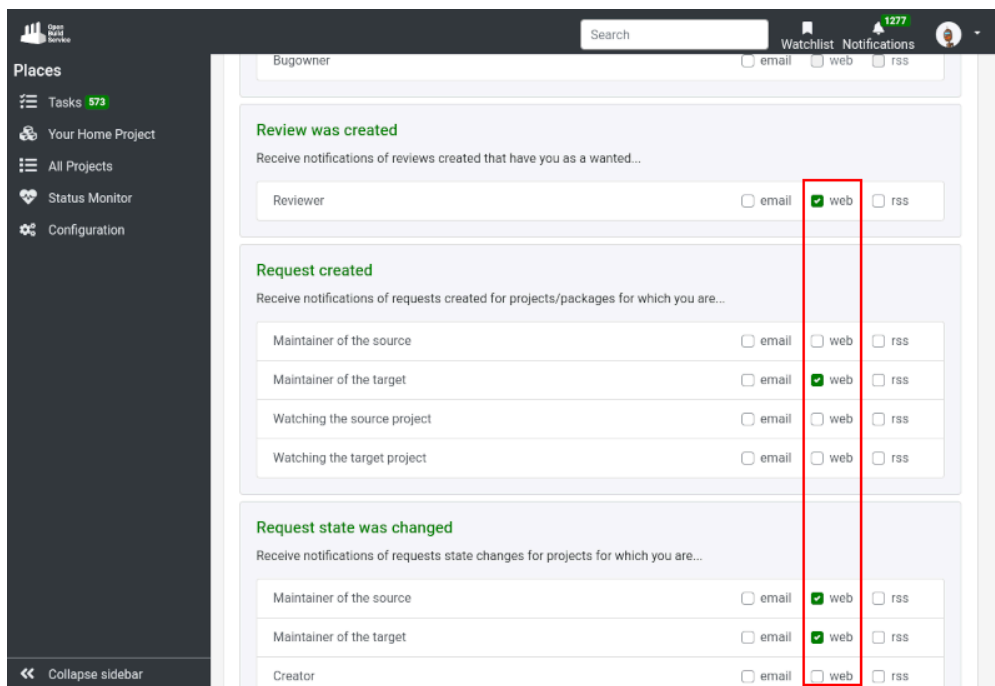 Open
Build
Service
Search
1277
Watchlist Notifications
Places
Tasks 573
Your Home Project
All Projects
Status Monitor
Configuration
Collapse sidebar
Bugowner email web rss
Review was created
Receive notifications of reviews created that have you as a wanted...
Reviewer email web rss
Request created
Receive notifications of requests created for projects/packages for which you are...
Maintainer of the source email web rss
Maintainer of the target email web rss
Watching the source project email web rss
Watching the target project email web rss
Request state was changed
Receive notifications of requests state changes for projects for which you are...
Maintainer of the source email web rss
Maintainer of the target email web rss
Creator email web rss